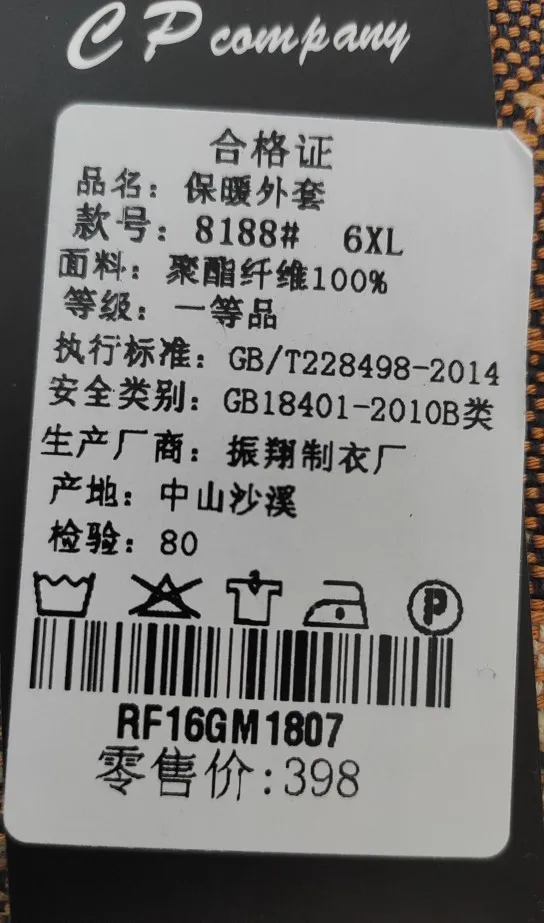 CP company
合格证
品名：保暖外套
款号：8188# 6XL
面料：聚酯纤维100%
等级：一等品
执行标准：GB/T228498-2014
安全类别：GB18401-2010B类
生产厂商：振翔制衣厂
产地：中山沙溪
检验：80
P
RF16GM1807
零售价:398